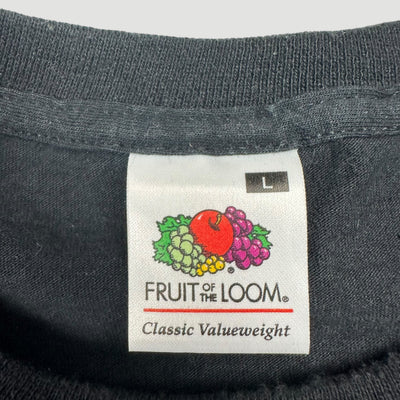 L
FRUIT OF THE LOOM®
Classic Valueweight